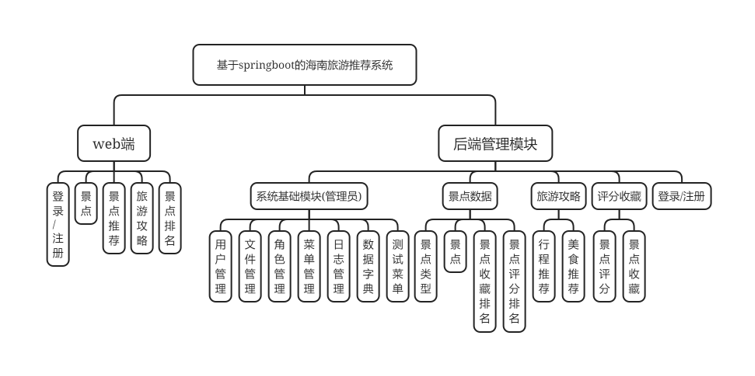 基于springboot的海南旅游推荐系统
web端
后端管理模块
登录/注册
景点
景点推荐
旅游攻略
景点排名
系统基础模块(管理员)
景点数据
旅游攻略
评分收藏
登录/注册
用户管理
文件管理
角色管理
菜单管理
日志管理
数据字典
测试菜单
景点类型
景点
景点收藏排名
景点评分排名
行程推荐
美食推荐
景点评分
景点收藏